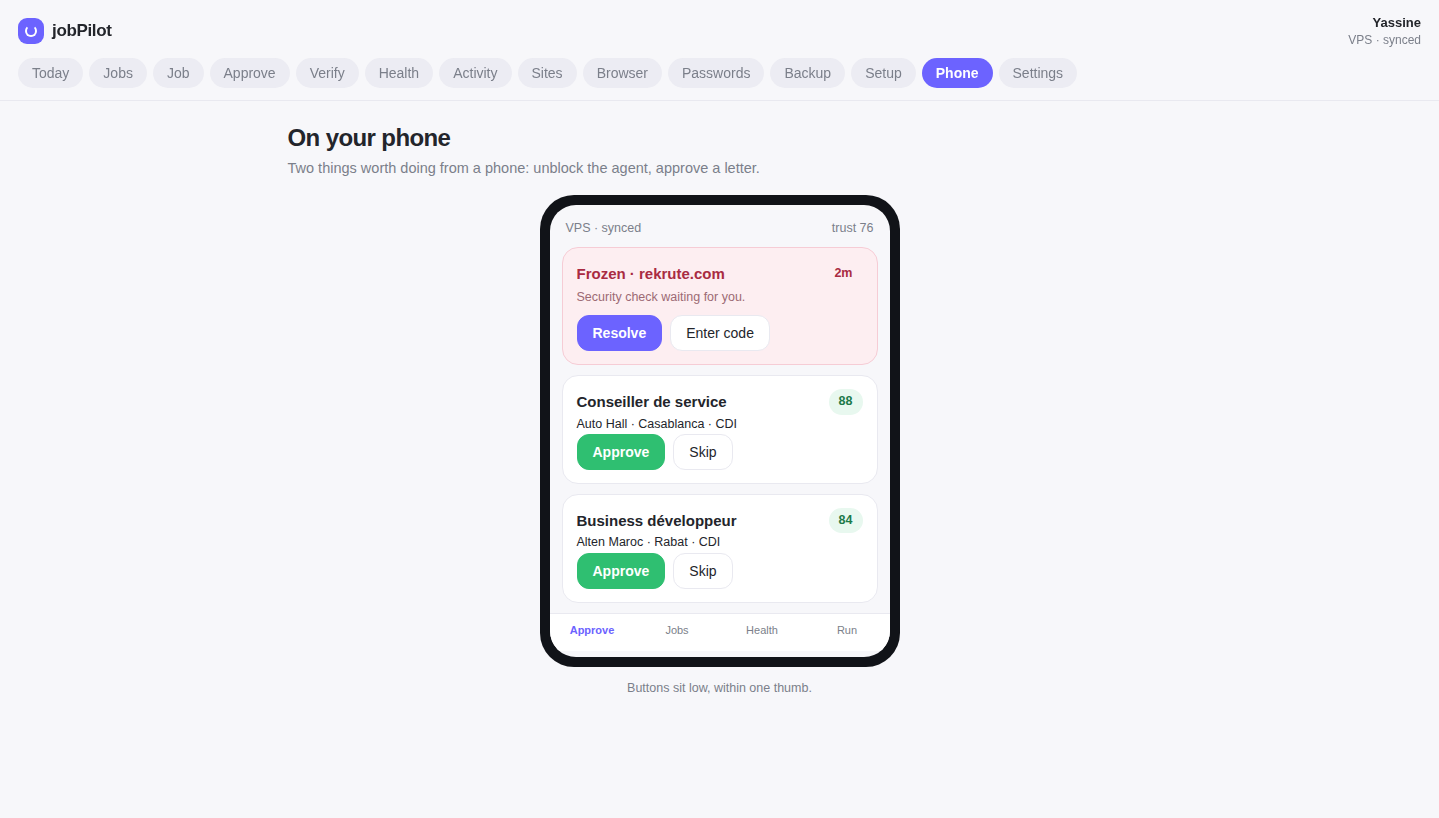 jobPilot
Yassine
VPS · synced
Today Jobs Job Approve Verify Health Activity Sites Browser Passwords Backup Setup Phone Settings
On your phone
Two things worth doing from a phone: unblock the agent, approve a letter.
VPS · synced trust 76
Frozen · rekrute.com 2m
Security check waiting for you.
Resolve Enter code
Conseiller de service 88
Auto Hall · Casablanca · CDI
Approve Skip
Business développeur 84
Alten Maroc · Rabat · CDI
Approve Skip
Approve Jobs Health Run
Buttons sit low, within one thumb.